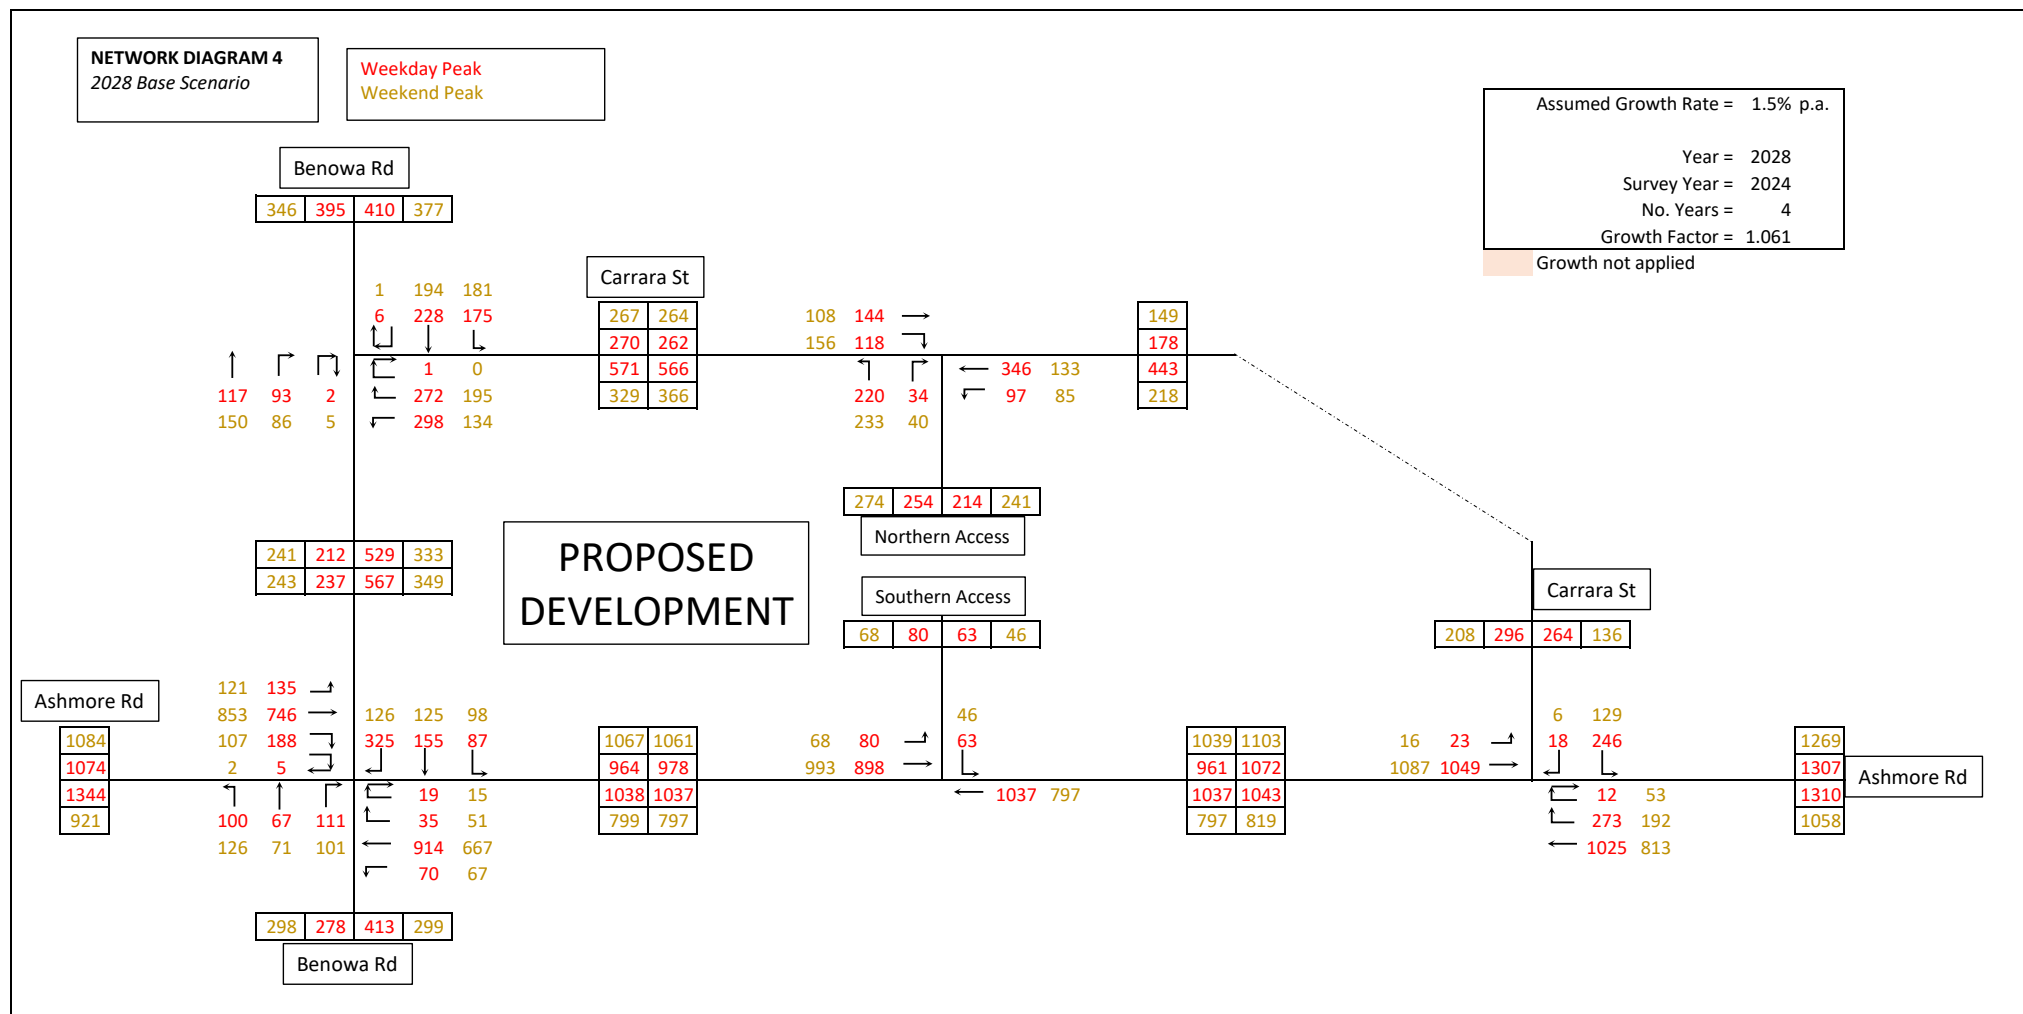 NETWORK DIAGRAM 4
2028 Base Scenario
Weekday Peak
Weekend Peak
Assumed Growth Rate = 1.5% p.a.
Year = 2028
Survey Year = 2024
No. Years = 4
Growth Factor = 1.061
Growth not applied
Benowa Rd
346 395 410 377
Carrara St
1 194 181
6 228 175
267 264
270 262
571 566
329 366
108 144
156 118
149
178
443
218
1 0
272 195
298 134
117 93 2
150 86 5
346 133
97 85
220 34
233 40
274 254 214 241
Northern Access
PROPOSED
DEVELOPMENT
241 212 529 333
243 237 567 349
Southern Access
68 80 63 46
Carrara St
208 296 264 136
Ashmore Rd
1084
1074
1344
921
121 135
853 746
107 188
2 5
126 125 98
325 155 87
1067 1061
964 978
1038 1037
799 797
68 80
993 898
46
63
1037 797
1039 1103
961 1072
1037 1043
797 819
16 23
1087 1049
6 129
18 246
1269
1307
1310
1058
Ashmore Rd
100 67 111
126 71 101
19 15
35 51
914 667
70 67
12 53
273 192
1025 813
298 278 413 299
Benowa Rd